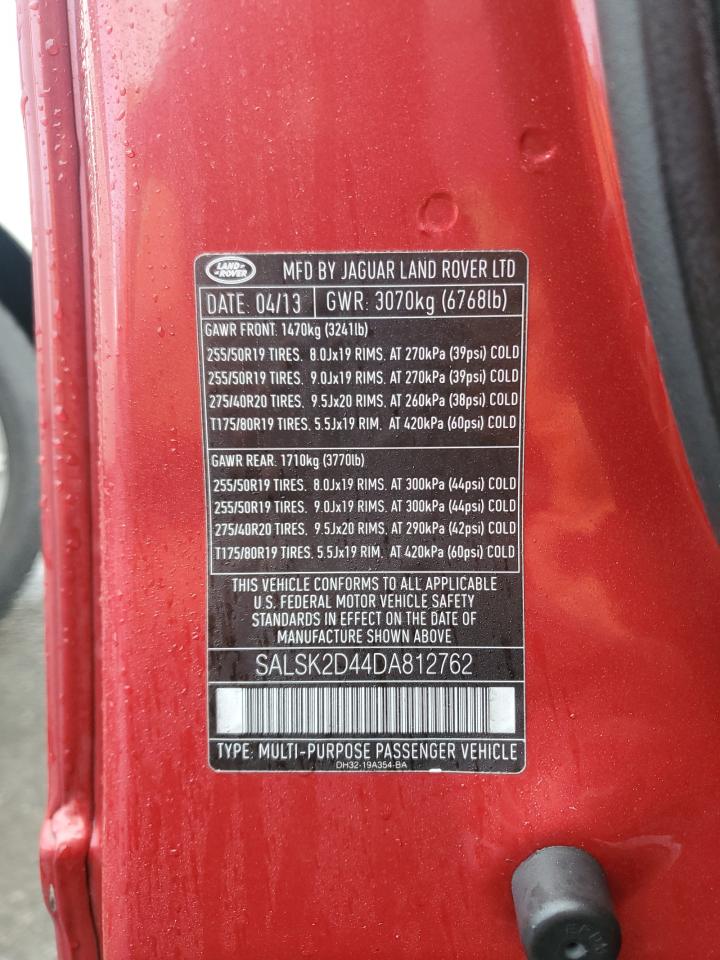 LAND ROVER
MFD BY JAGUAR LAND ROVER LTD
DATE: 04/13 GWR: 3070kg (6768lb)
GAWR FRONT: 1470kg (3241lb)
255/50R19 TIRES, 8.0Jx19 RIMS, AT 270kPa (39psi) COLD
255/50R19 TIRES, 9.0Jx19 RIMS, AT 270kPa (39psi) COLD
275/40R20 TIRES, 9.5Jx20 RIMS, AT 260kPa (38psi) COLD
T175/80R19 TIRES, 5.5Jx19 RIM, AT 420kPa (60psi) COLD
GAWR REAR: 1710kg (3770lb)
255/50R19 TIRES, 8.0Jx19 RIMS, AT 300kPa (44psi) COLD
255/50R19 TIRES, 9.0Jx19 RIMS, AT 300kPa (44psi) COLD
275/40R20 TIRES, 9.5Jx20 RIMS, AT 290kPa (42psi) COLD
T175/80R19 TIRES, 5.5Jx19 RIM, AT 420kPa (60psi) COLD
THIS VEHICLE CONFORMS TO ALL APPLICABLE
U.S. FEDERAL MOTOR VEHICLE SAFETY
STANDARDS IN EFFECT ON THE DATE OF
MANUFACTURE SHOWN ABOVE
SALSK2D44DA812762
TYPE: MULTI-PURPOSE PASSENGER VEHICLE
DH32-19A354-BA